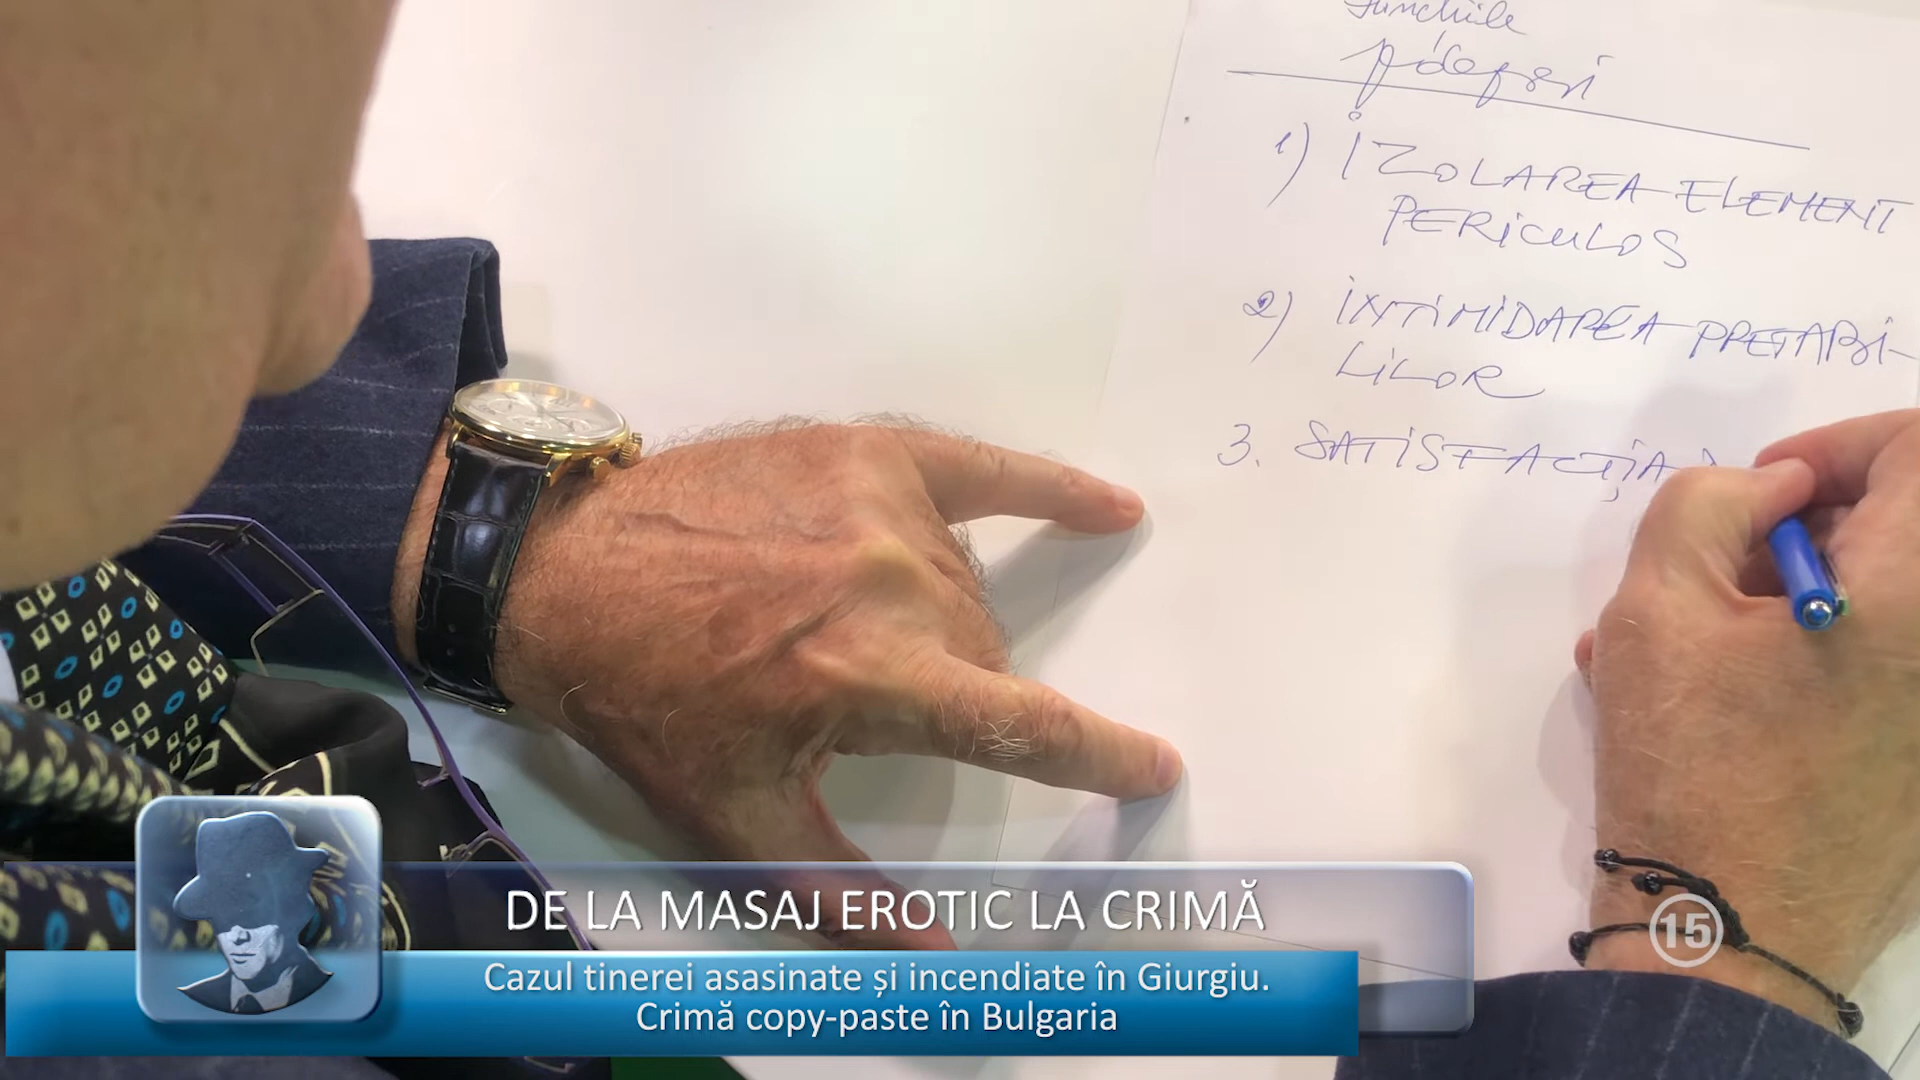 Funcțiile
pedepsei
1) IZOLAREA ELEMENT
PERICULOS
2) INTIMIDAREA PRETABI-
LILOR
3. SATISFACȚIA
15
DE LA MASAJ EROTIC LA CRIMĂ
Cazul tinerei asasinate și incendiate în Giurgiu.
Crimă copy-paste în Bulgaria